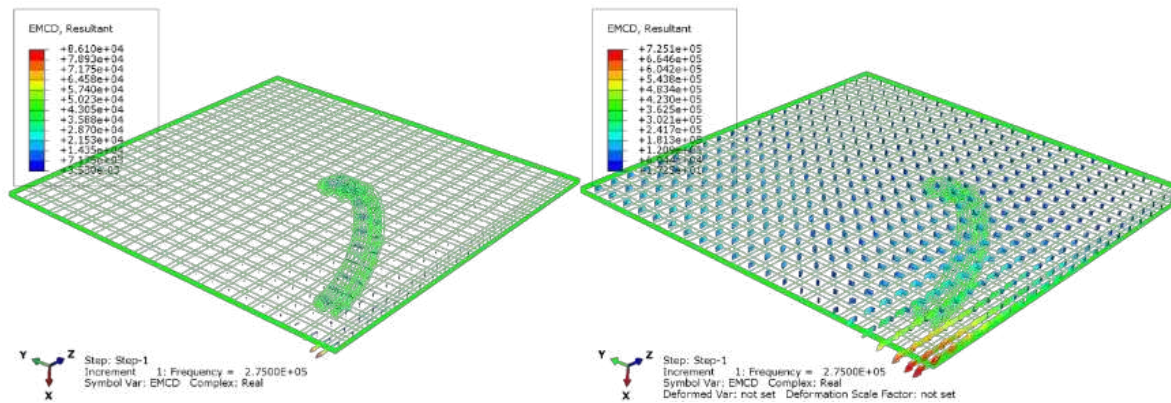 EMCD, Resultant
+8.610e+04
+7.893e+04
+7.175e+04
+6.458e+04
+5.740e+04
+5.023e+04
+4.305e+04
+3.588e+04
+2.870e+04
+2.153e+04
+1.435e+04
Y Z X
Step: Step-1
Increment 1: Frequency = 2.7500E+05
Symbol Var: EMCD Complex: Real
EMCD, Resultant
+7.251e+05
+6.646e+05
+6.042e+05
+5.438e+05
+4.834e+05
+4.230e+05
+3.625e+05
+3.021e+05
+2.417e+05
+1.813e+05
+1.209e+05
Y Z X
Step: Step-1
Increment 1: Frequency = 2.7500E+05
Symbol Var: EMCD Complex: Real
Deformed Var: not set Deformation Scale Factor: not set